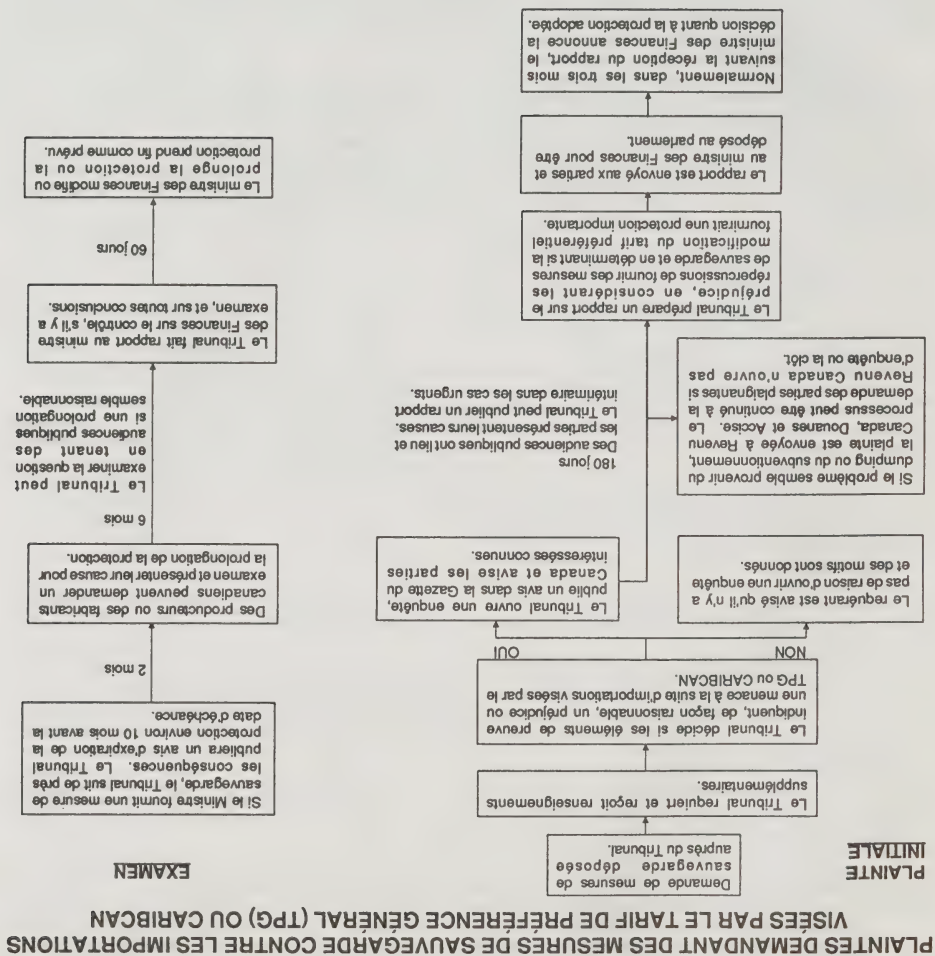 PLAINTES DEMANDANT DES MESURES DE SAUVEGARDE CONTRE LES IMPORTATIONS
VISÉES PAR LE TARIF DE PRÉFÉRENCE GÉNÉRAL (TPG) OU CARIBCAN
PLAINTE
INITIALE
Demande de mesures de
sauvegarde déposée
auprès du Tribunal.
Le Tribunal requiert et reçoit renseignements
supplémentaires.
Le Tribunal décide si les éléments de preuve
indiquent, de façon raisonnable, un préjudice ou
une menace à la suite d'importations visées par le
TPG ou CARIBCAN.
NON
OUI
Le requérant est avisé qu'il n'y a
pas de raison d'ouvrir une enquête
et des motifs sont donnés.
Le Tribunal ouvre une enquête,
publie un avis dans la Gazette du
Canada et avise les parties
intéressées connues.
Si le problème semble provenir du
dumping ou du subventionnement,
la plainte est envoyée à Revenu
Canada, Douanes et Accise. Le
processus peut être continué à la
demande des parties plaignantes si
Revenu Canada n'ouvre pas
d'enquête ou la clôt.
180 jours
Des audiences publiques ont lieu et
les parties présentent leurs causes.
Le Tribunal peut publier un rapport
intérimaire dans les cas urgents.
Le Tribunal prépare un rapport sur le
préjudice, en considérant les
répercussions de fournir des mesures
de sauvegarde et en déterminant si la
modification du tarif préférentiel
fournirait une protection importante.
Le rapport est envoyé aux parties et
au ministre des Finances pour être
déposé au parlement.
Normalement, dans les trois mois
suivant la réception du rapport, le
ministre des Finances annonce la
décision quant à la protection adoptée.
EXAMEN
Si le Ministre fournit une mesure de
sauvegarde, le Tribunal suit de près
les conséquences. Le Tribunal
publiera un avis d'expiration de la
protection environ 10 mois avant la
date d'échéance.
2 mois
Des producteurs ou des fabricants
canadiens peuvent demander un
examen et présenter leur cause pour
la prolongation de la protection.
6 mois
Le Tribunal peut
examiner la question
en tenant des
audiences publiques
si une prolongation
semble raisonnable.
Le Tribunal fait rapport au ministre
des Finances sur le contrôle, s'il y a
examen, et sur toutes conclusions.
60 jours
Le ministre des Finances modifie ou
prolonge la protection ou la
protection prend fin comme prévu.